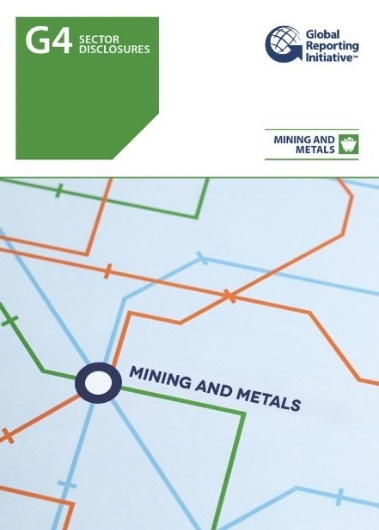 G4 SECTOR
DISCLOSURES
Global
Reporting
Initiative™
MINING AND
METALS
MINING AND METALS